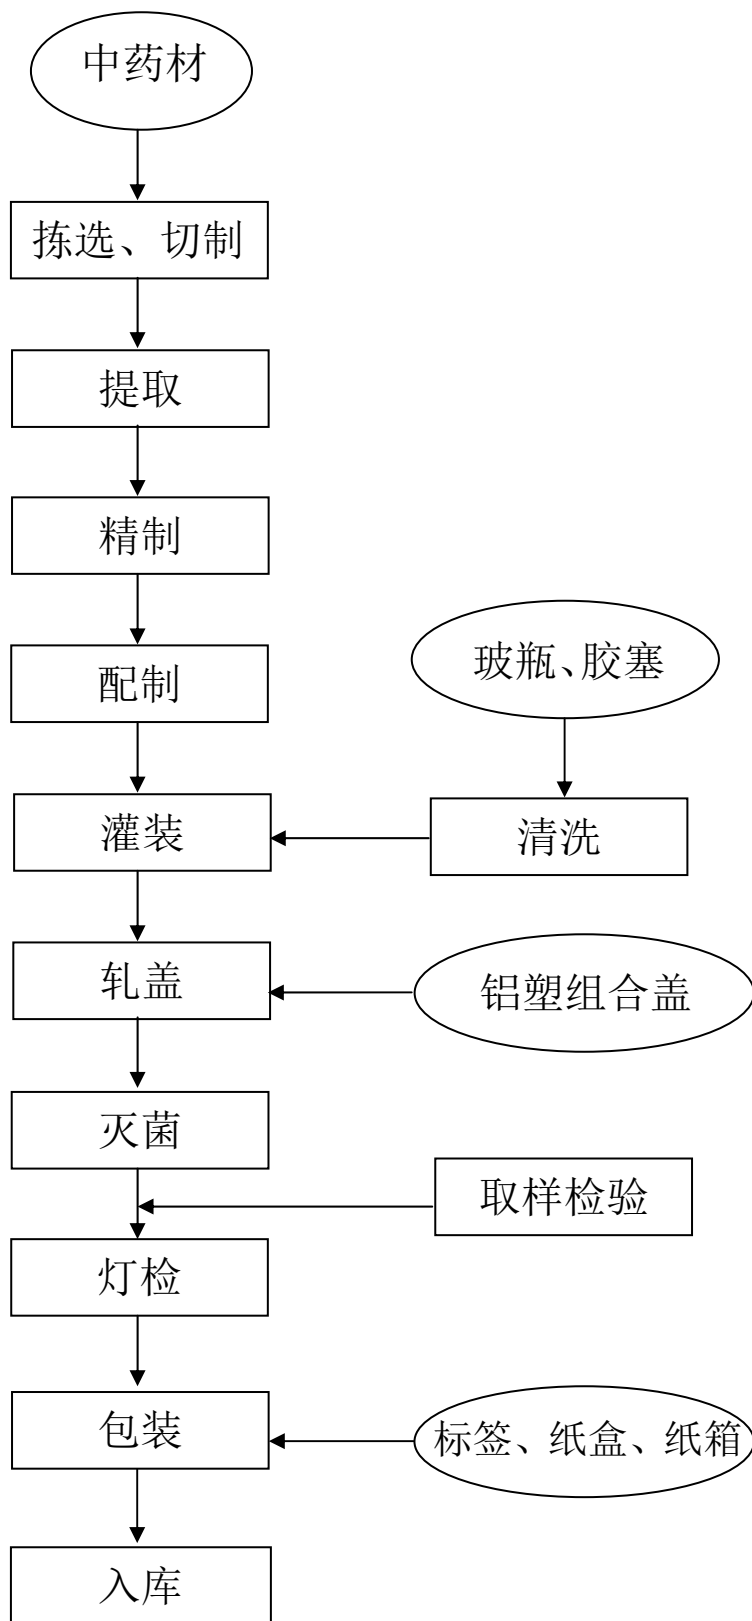 中药材
拣选、切制
提取
精制
配制
玻瓶、胶塞
灌装
清洗
轧盖
铝塑组合盖
灭菌
取样检验
灯检
包装
标签、纸盒、纸箱
入库